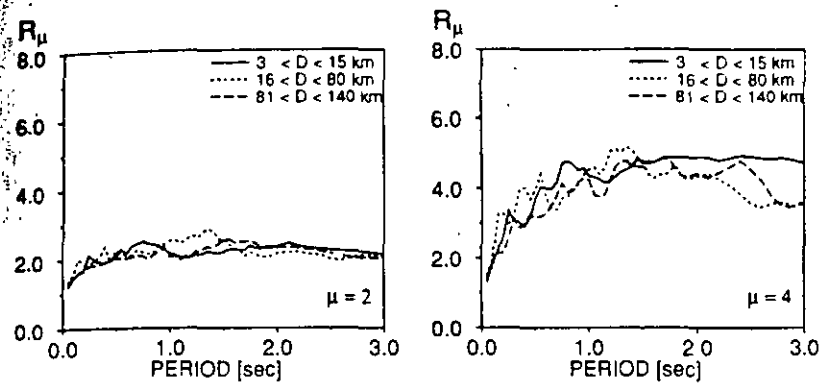 Rμ
8.0
6.0
4.0
2.0
0.0
3 < D < 15 km
16 < D < 80 km
81 < D < 140 km
μ = 2
0.0 1.0 2.0 3.0
PERIOD [sec]
Rμ
8.0
6.0
4.0
2.0
0.0
3 < D < 15 km
16 < D < 80 km
81 < D < 140 km
μ = 4
0.0 1.0 2.0 3.0
PERIOD [sec]